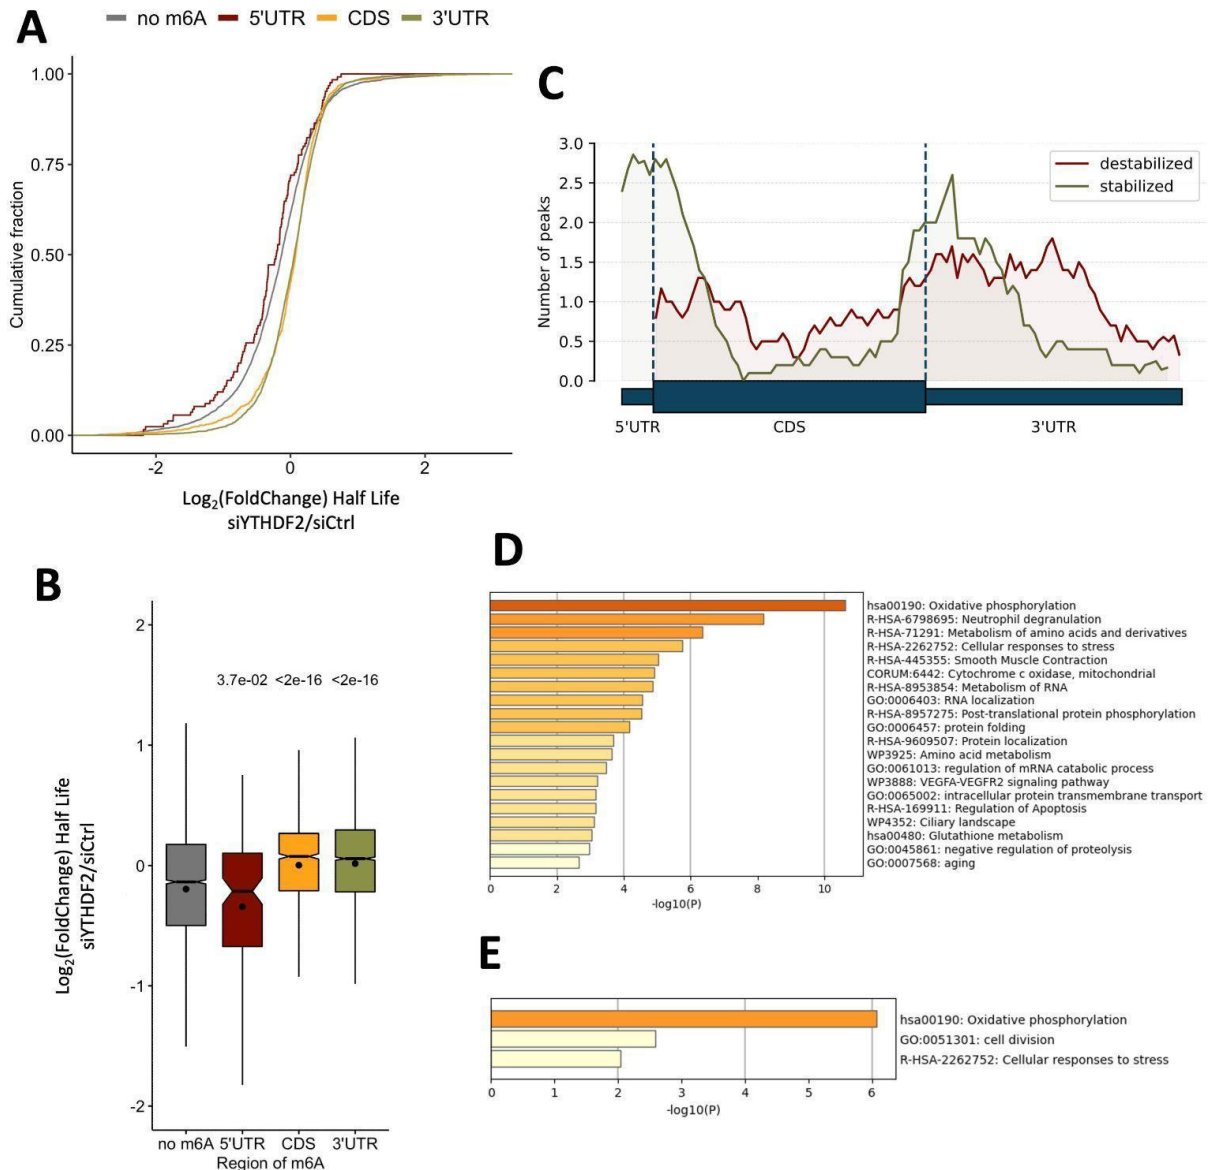 A
no m6A 5'UTR CDS 3'UTR
1.00
0.75
0.50
0.25
0.00
Cumulative fraction
-2 0 2
Log2(FoldChange) Half Life
siYTHDF2/siCtrl
C
3.0
2.5
2.0
1.5
1.0
0.5
0.0
Number of peaks
destabilized
stabilized
5'UTR CDS 3'UTR
B
2
1
0
-1
-2
Log2(FoldChange) Half Life
siYTHDF2/siCtrl
3.7e-02 <2e-16 <2e-16
no m6A 5'UTR CDS 3'UTR
Region of m6A
D
hsa00190: Oxidative phosphorylation
R-HSA-6798695: Neutrophil degranulation
R-HSA-71291: Metabolism of amino acids and derivatives
R-HSA-2262752: Cellular responses to stress
R-HSA-445355: Smooth Muscle Contraction
CORUM:6442: Cytochrome c oxidase, mitochondrial
R-HSA-8953854: Metabolism of RNA
GO:0006403: RNA localization
R-HSA-8957275: Post-translational protein phosphorylation
GO:0006457: protein folding
R-HSA-9609507: Protein localization
WP3925: Amino acid metabolism
GO:0061013: regulation of mRNA catabolic process
WP3888: VEGFA-VEGFR2 signaling pathway
GO:0065002: intracellular protein transmembrane transport
R-HSA-169911: Regulation of Apoptosis
WP4352: Ciliary landscape
hsa00480: Glutathione metabolism
GO:0045861: negative regulation of proteolysis
GO:0007568: aging
0 2 4 6 8 10
-log10(P)
E
hsa00190: Oxidative phosphorylation
GO:0051301: cell division
R-HSA-2262752: Cellular responses to stress
0 1 2 3 4 5 6
-log10(P)